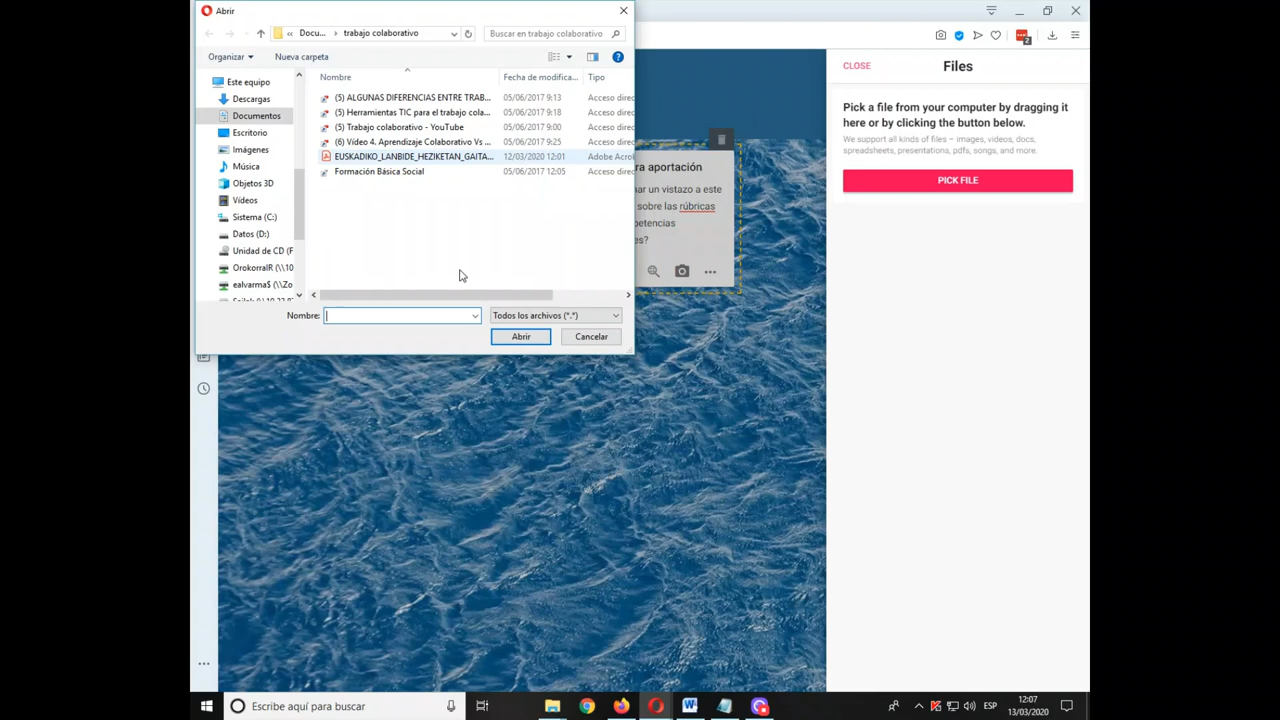 Abrir
Docu... › trabajo colaborativo
Buscar en trabajo colaborativo
Organizar
Nueva carpeta
Este equipo
Descargas
Documentos
Escritorio
Imágenes
Música
Objetos 3D
Vídeos
Sistema (C:)
Datos (D:)
Unidad de CD (F
OrokorraIR (\\10
ealvarma$ (\\Zo
Nombre
Fecha de modifica...
Tipo
(5) ALGUNAS DIFERENCIAS ENTRE TRAB... 05/06/2017 9:13 Acceso direc
(5) Herramientas TIC para el trabajo cola... 05/06/2017 9:18 Acceso direc
(5) Trabajo colaborativo - YouTube 05/06/2017 9:00 Acceso direc
(6) Vídeo 4. Aprendizaje Colaborativo Vs ... 05/06/2017 9:25 Acceso direc
EUSKADIKO_LANBIDE_HEZIKETAN_GAITA... 12/03/2020 12:01 Adobe Acrol
Formación Básica Social 05/06/2017 12:05 Acceso direc
Nombre:
Todos los archivos (*.*)
Abrir
Cancelar
ra aportación
nar un vistazo a este
sobre las rúbricas
petencias
es?
2
CLOSE
Files
Pick a file from your computer by dragging it
here or by clicking the button below.
We support all kinds of files – images, videos, docs,
spreadsheets, presentations, pdfs, songs, and more.
PICK FILE
Escribe aquí para buscar
ESP
12:07
13/03/2020